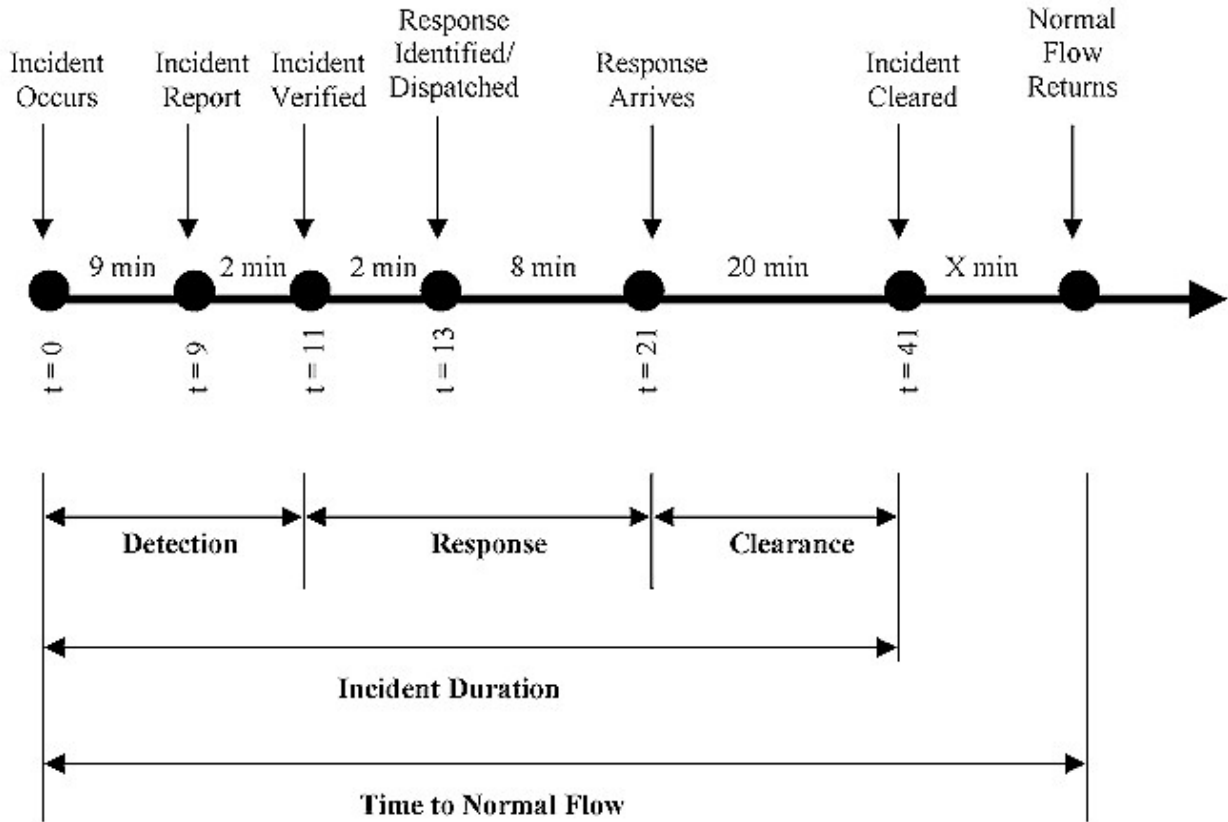 Incident
Occurs
Incident
Report
Incident
Verified
Response
Identified/
Dispatched
Response
Arrives
Incident
Cleared
Normal
Flow
Returns
9 min
2 min
2 min
8 min
20 min
X min
t = 0
t = 9
t = 11
t = 13
t = 21
t = 41
Detection
Response
Clearance
Incident Duration
Time to Normal Flow